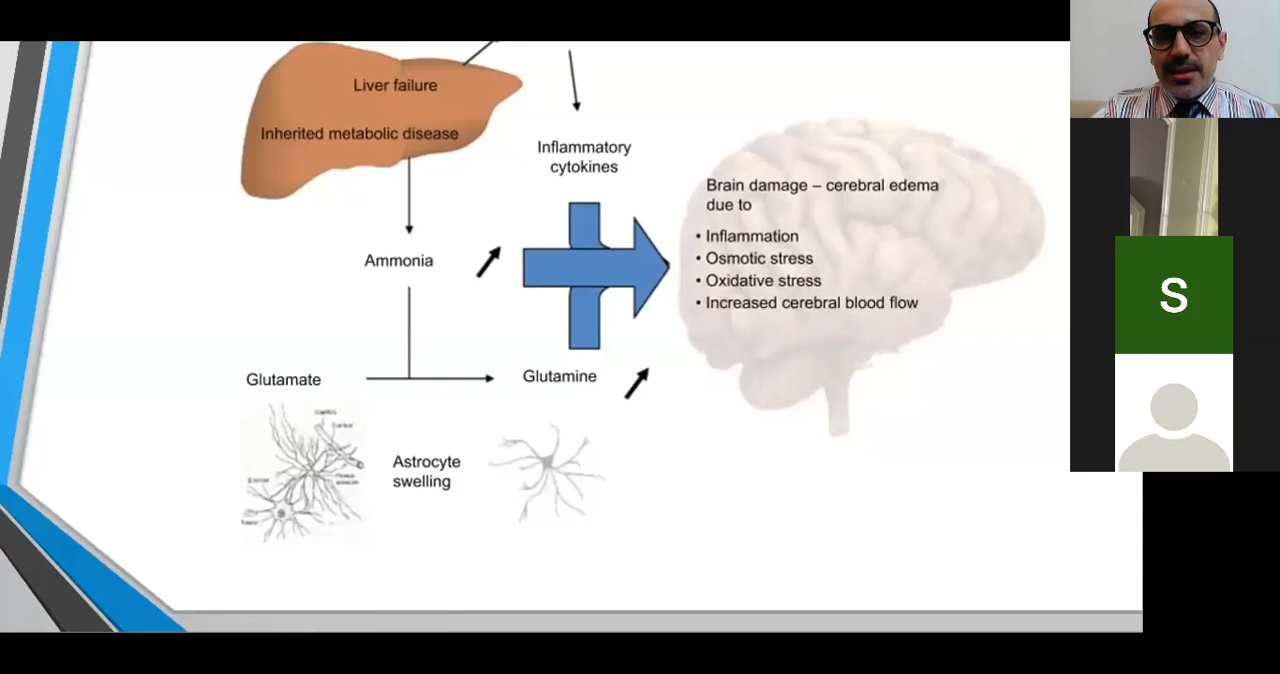 Liver failure
Inherited metabolic disease
Inflammatory
cytokines
Ammonia
Brain damage – cerebral edema
due to
• Inflammation
• Osmotic stress
• Oxidative stress
• Increased cerebral blood flow
Glutamate
Glutamine
Astrocyte
swelling
S